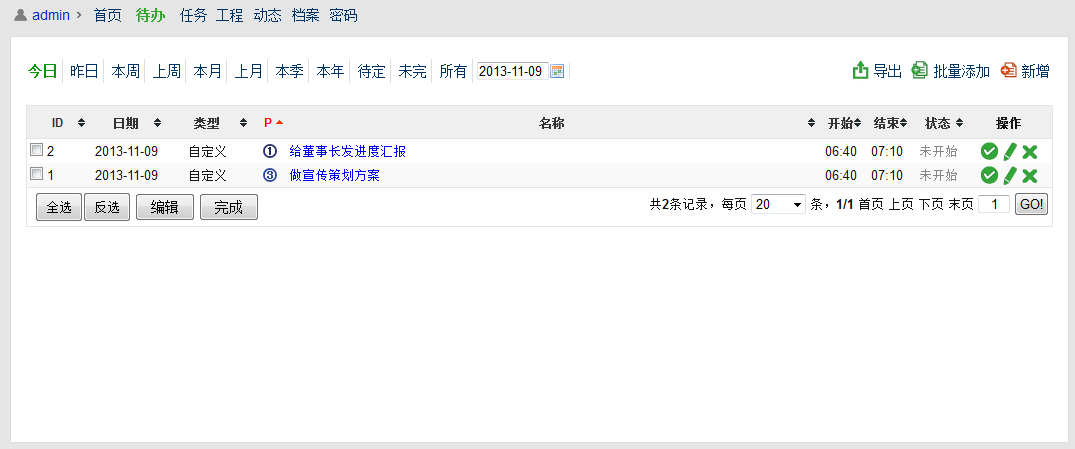 admin › 首页 待办 任务 工程 动态 档案 密码
今日 昨日 本周 上周 本月 上月 本季 本年 待定 未完 所有 2013-11-09 导出 批量添加 新增
ID 日期 类型 P 名称 开始 结束 状态 操作
2 2013-11-09 自定义 ① 给董事长发进度汇报 06:40 07:10 未开始
1 2013-11-09 自定义 ③ 做宣传策划方案 06:40 07:10 未开始
全选 反选 编辑 完成 共2条记录，每页 20 条，1/1 首页 上页 下页 末页 1 GO!